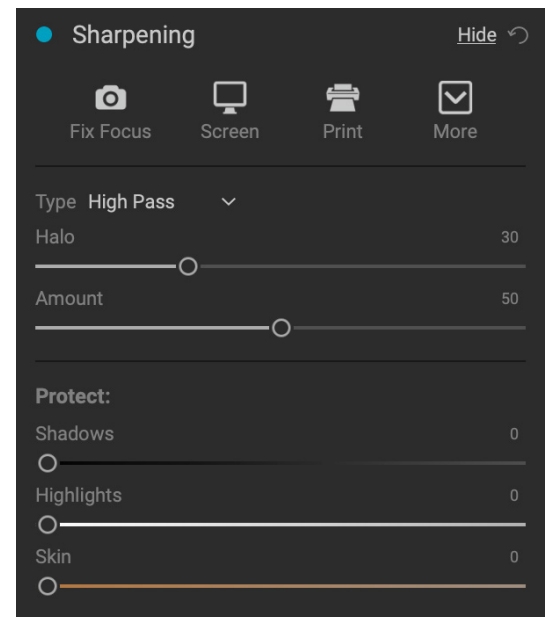 Sharpening Hide
Fix Focus Screen Print More
Type High Pass
Halo 30
Amount 50
Protect:
Shadows 0
Highlights 0
Skin 0